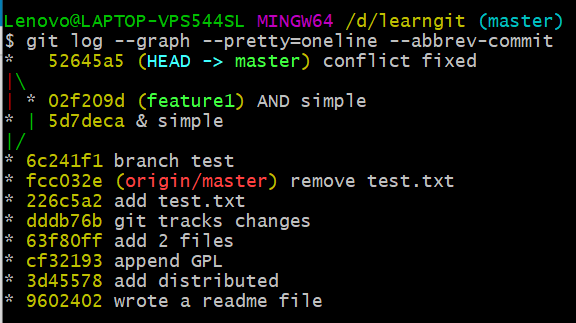 Lenovo@LAPTOP-VPS544SL MINGW64 /d/learngit (master)
$ git log --graph --pretty=oneline --abbrev-commit
*   52645a5 (HEAD -> master) conflict fixed
|\
| * 02f209d (feature1) AND simple
* | 5d7deca & simple
|/
* 6c241f1 branch test
* fcc032e (origin/master) remove test.txt
* 226c5a2 add test.txt
* dddb76b git tracks changes
* 63f80ff add 2 files
* cf32193 append GPL
* 3d45578 add distributed
* 9602402 wrote a readme file